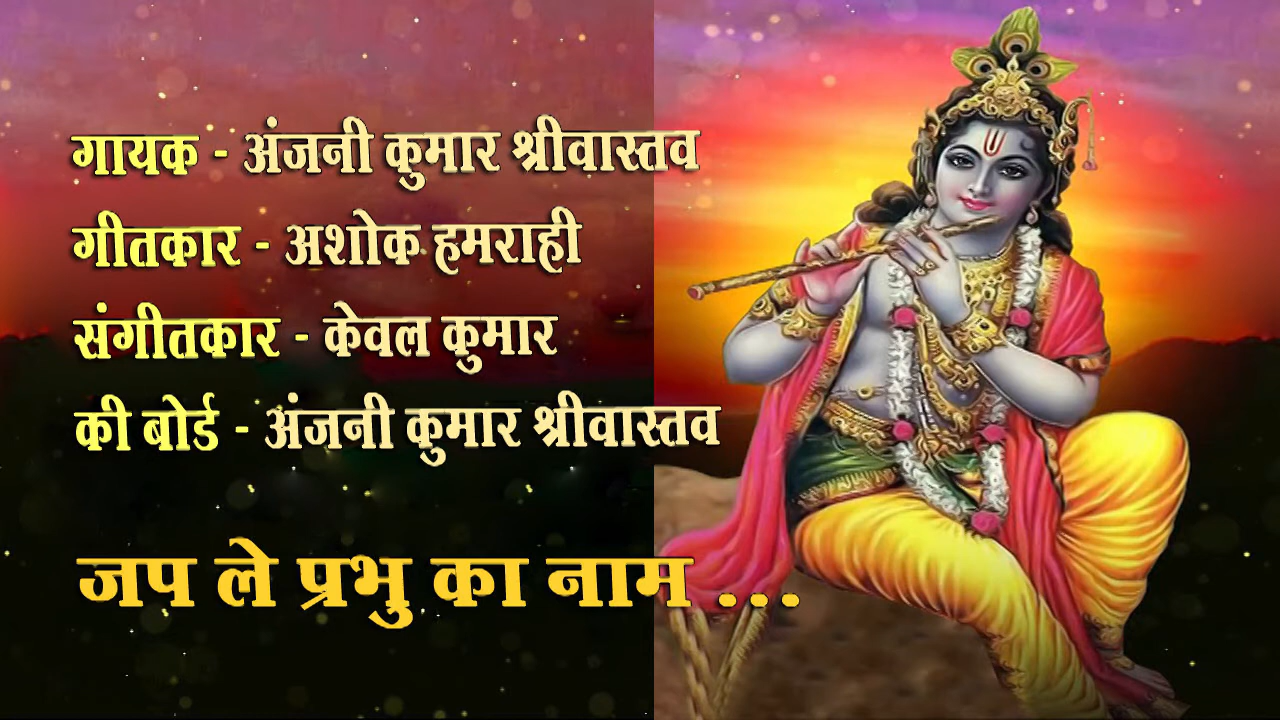 गायक - अंजनी कुमार श्रीवास्तव
गीतकार - अशोक हमराही
संगीतकार - केवल कुमार
की बोर्ड - अंजनी कुमार श्रीवास्तव
जप ले प्रभु का नाम ...